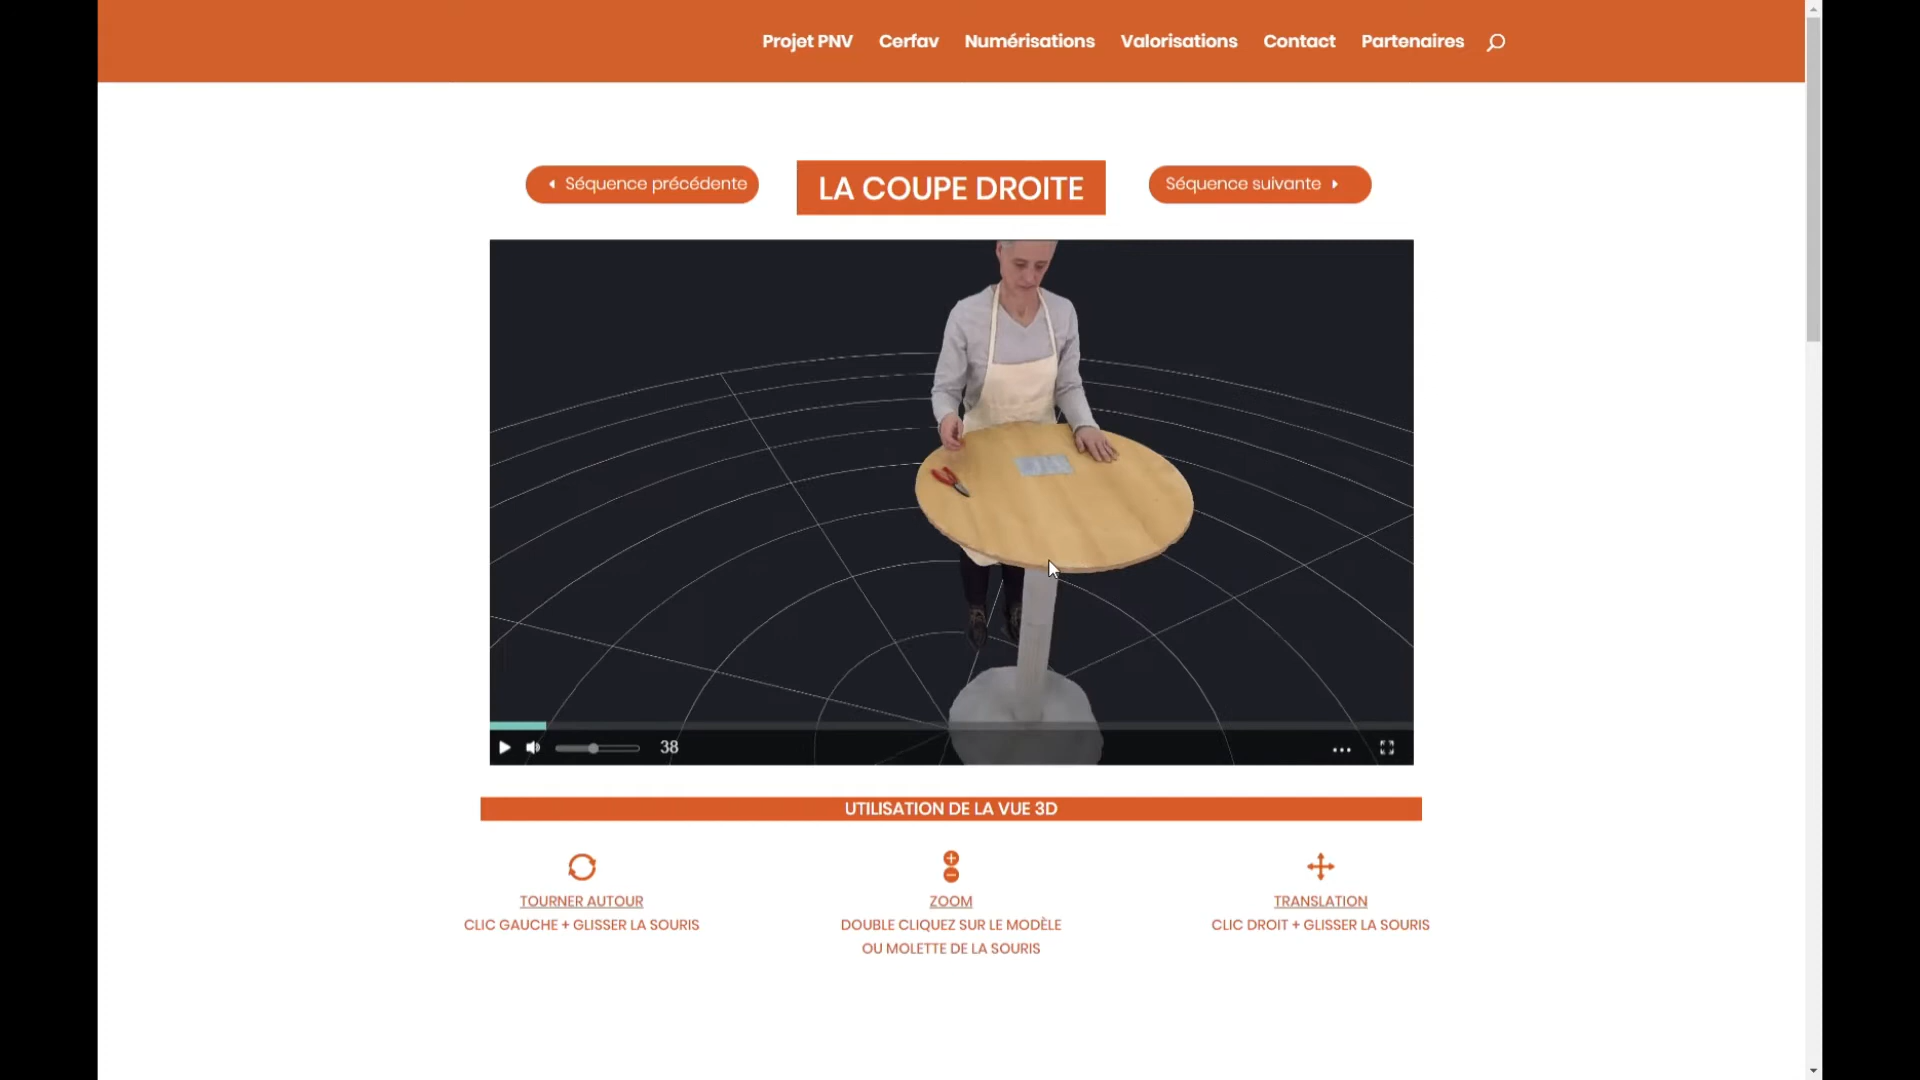 Projet PNV Cerfav Numérisations Valorisations Contact Partenaires
Séquence précédente
LA COUPE DROITE
Séquence suivante
38
UTILISATION DE LA VUE 3D
TOURNER AUTOUR
CLIC GAUCHE + GLISSER LA SOURIS
ZOOM
DOUBLE CLIQUEZ SUR LE MODÈLE
OU MOLETTE DE LA SOURIS
TRANSLATION
CLIC DROIT + GLISSER LA SOURIS